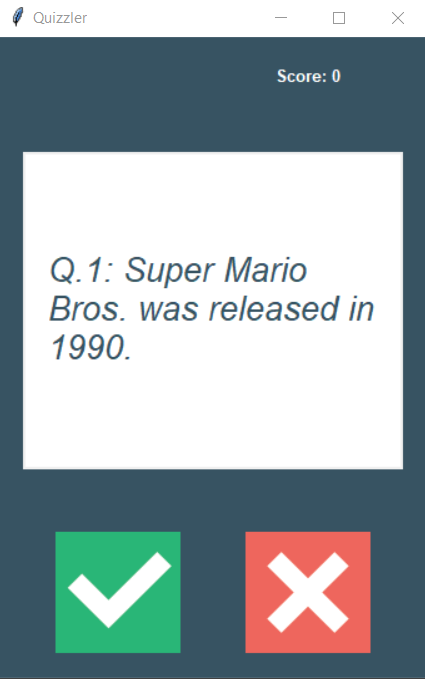 Quizzler
Score: 0
Q.1: Super Mario
Bros. was released in
1990.